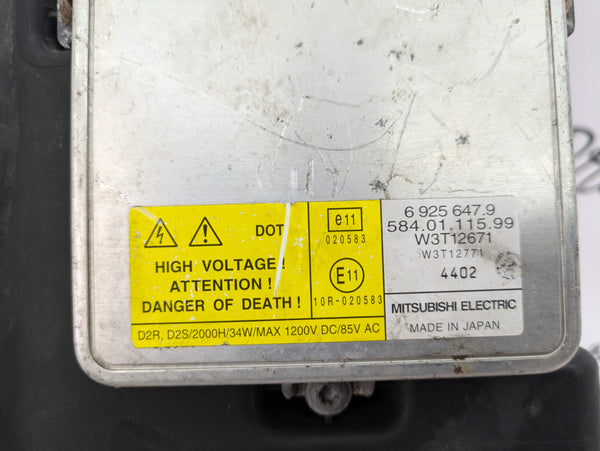 DOT
HIGH VOLTAGE!
ATTENTION!
DANGER OF DEATH!
e11
020583
E11
10R-020583
D2R, D2S/2000H/34W/MAX 1200V DC/85V AC
6 925 647.9
584.01.115.99
W3T12671
W3T12771
4402
MITSUBISHI ELECTRIC
MADE IN JAPAN